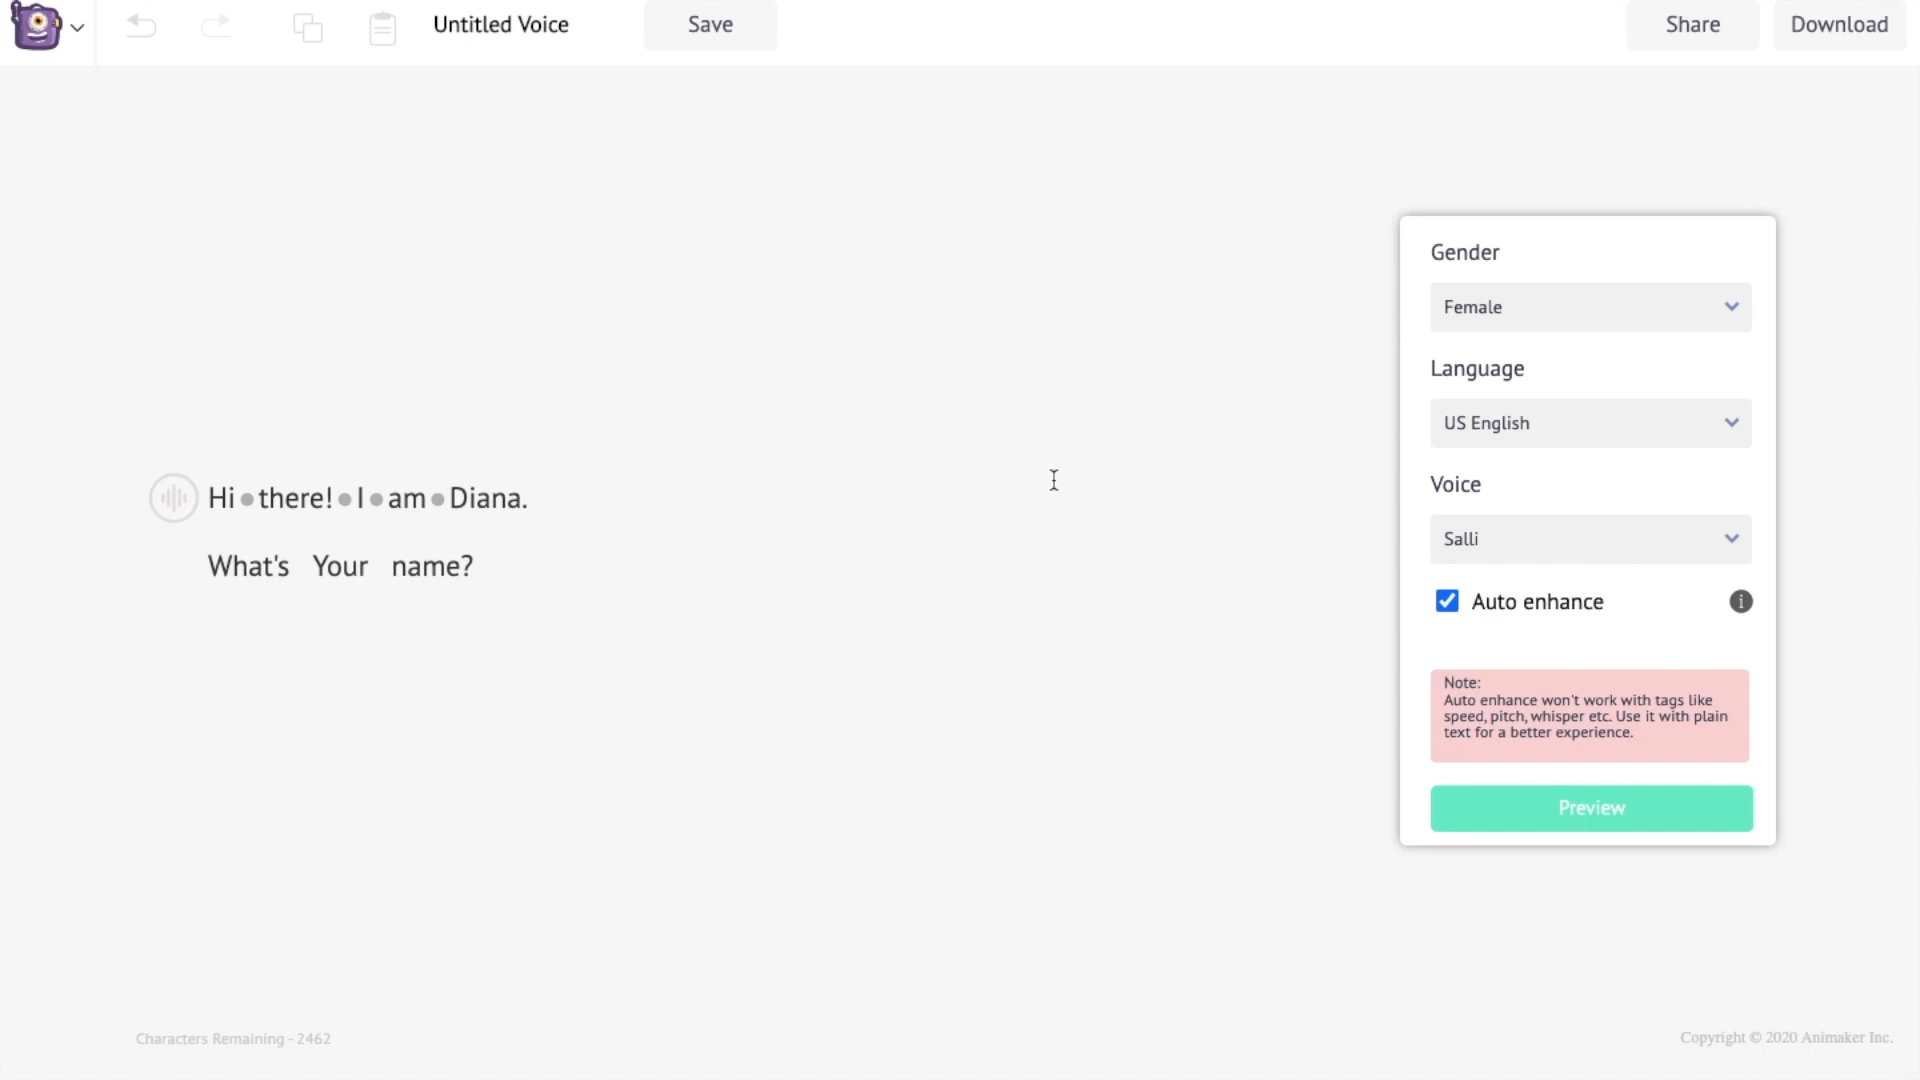 Untitled Voice
Save
Share
Download
Hi there! I am Diana.
What's Your name?
Gender
Female
Language
US English
Voice
Salli
Auto enhance
Note:
Auto enhance won't work with tags like
speed, pitch, whisper etc. Use it with plain
text for a better experience.
Preview
Characters Remaining - 2462
Copyright © 2020 Animaker Inc.